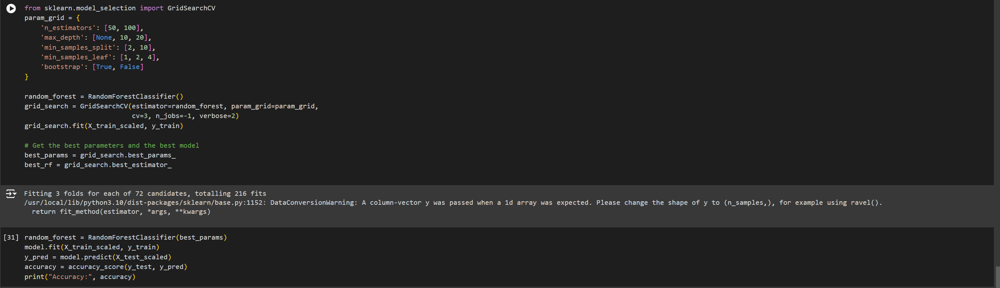 from sklearn.model_selection import GridSearchCV
param_grid = {
    'n_estimators': [50, 100],
    'max_depth': [None, 10, 20],
    'min_samples_split': [2, 10],
    'min_samples_leaf': [1, 2, 4],
    'bootstrap': [True, False]
}
random_forest = RandomForestClassifier()
grid_search = GridSearchCV(estimator=random_forest, param_grid=param_grid,
                           cv=3, n_jobs=-1, verbose=2)
grid_search.fit(X_train_scaled, y_train)
# Get the best parameters and the best model
best_params = grid_search.best_params_
best_rf = grid_search.best_estimator_
Fitting 3 folds for each of 72 candidates, totalling 216 fits
/usr/local/lib/python3.10/dist-packages/sklearn/base.py:1152: DataConversionWarning: A column-vector y was passed when a 1d array was expected. Please change the shape of y to (n_samples,), for example using ravel().
  return fit_method(estimator, *args, **kwargs)
[31] random_forest = RandomForestClassifier(best_params)
model.fit(X_train_scaled, y_train)
y_pred = model.predict(X_test_scaled)
accuracy = accuracy_score(y_test, y_pred)
print("Accuracy:", accuracy)